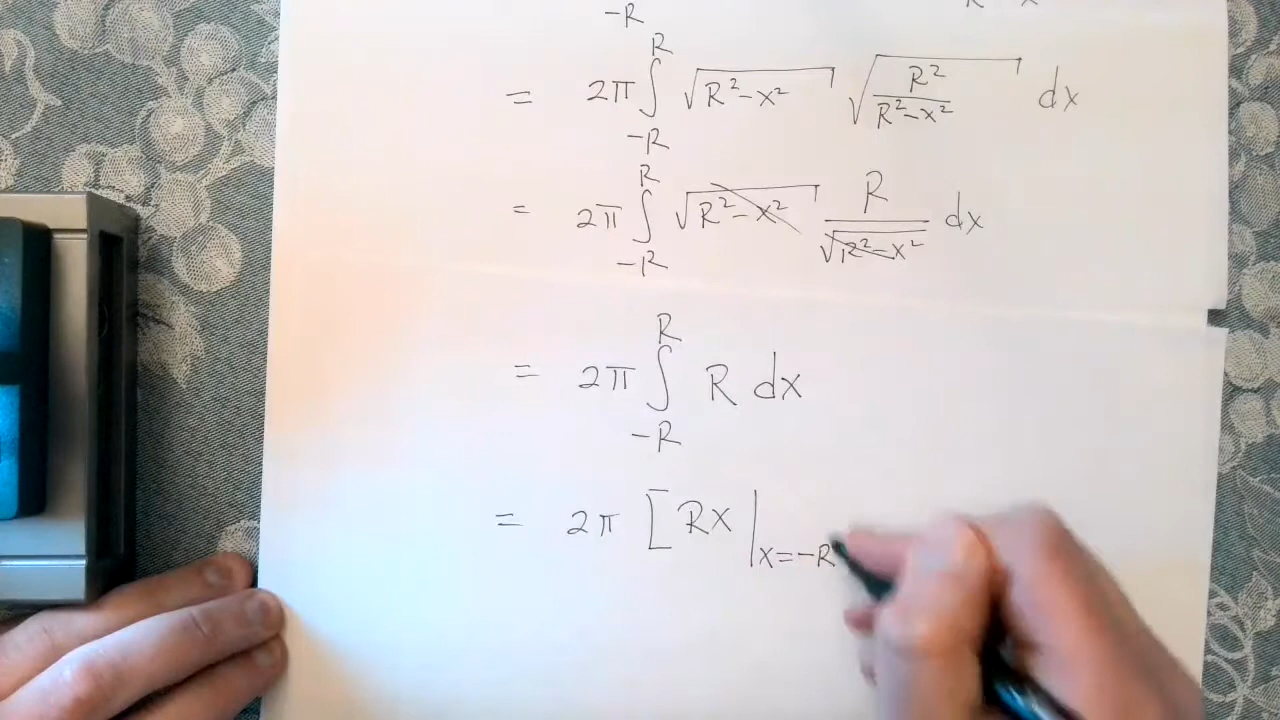 -R
= 2π ∫_{-R}^{R} √(R²-x²) √(R²/(R²-x²)) dx
= 2π ∫_{-R}^{R} √(R²-x²) R/√(R²-x²) dx
= 2π ∫_{-R}^{R} R dx
= 2π [ Rx |_{x=-R}